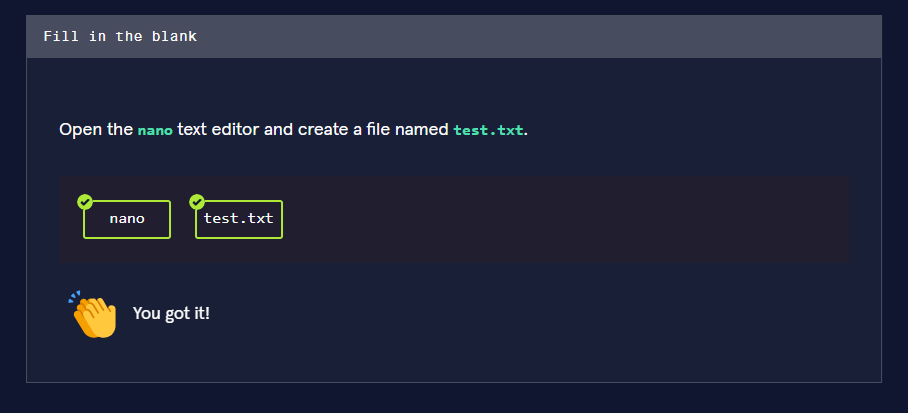 Fill in the blank
Open the nano text editor and create a file named test.txt.
nano test.txt
You got it!